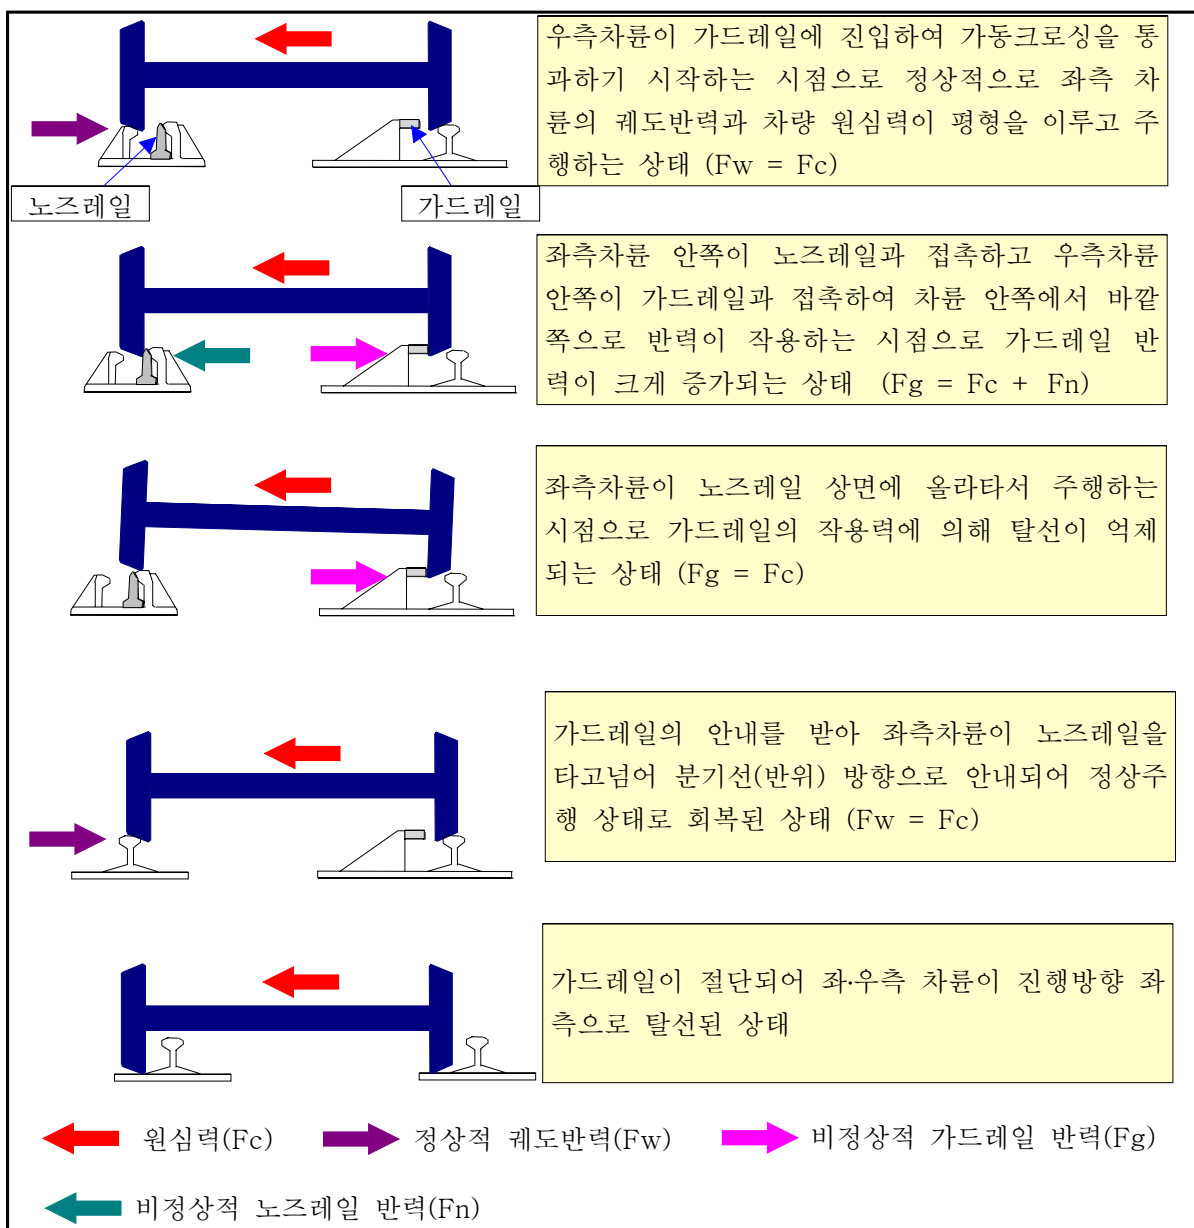 우측차륜이 가드레일에 진입하여 가동크로싱을 통
과하기 시작하는 시점으로 정상적으로 좌측 차
륜의 궤도반력과 차량 원심력이 평형을 이루고 주
행하는 상태 (Fw = Fc)
노즈레일
가드레일
좌측차륜 안쪽이 노즈레일과 접촉하고 우측차륜
안쪽이 가드레일과 접촉하여 차륜 안쪽에서 바깥
쪽으로 반력이 작용하는 시점으로 가드레일 반
력이 크게 증가되는 상태 (Fg = Fc + Fn)
좌측차륜이 노즈레일 상면에 올라타서 주행하는
시점으로 가드레일의 작용력에 의해 탈선이 억제
되는 상태 (Fg = Fc)
가드레일의 안내를 받아 좌측차륜이 노즈레일을
타고넘어 분기선(반위) 방향으로 안내되어 정상주
행 상태로 회복된 상태 (Fw = Fc)
가드레일이 절단되어 좌·우측 차륜이 진행방향 좌
측으로 탈선된 상태
원심력(Fc)
정상적 궤도반력(Fw)
비정상적 가드레일 반력(Fg)
비정상적 노즈레일 반력(Fn)